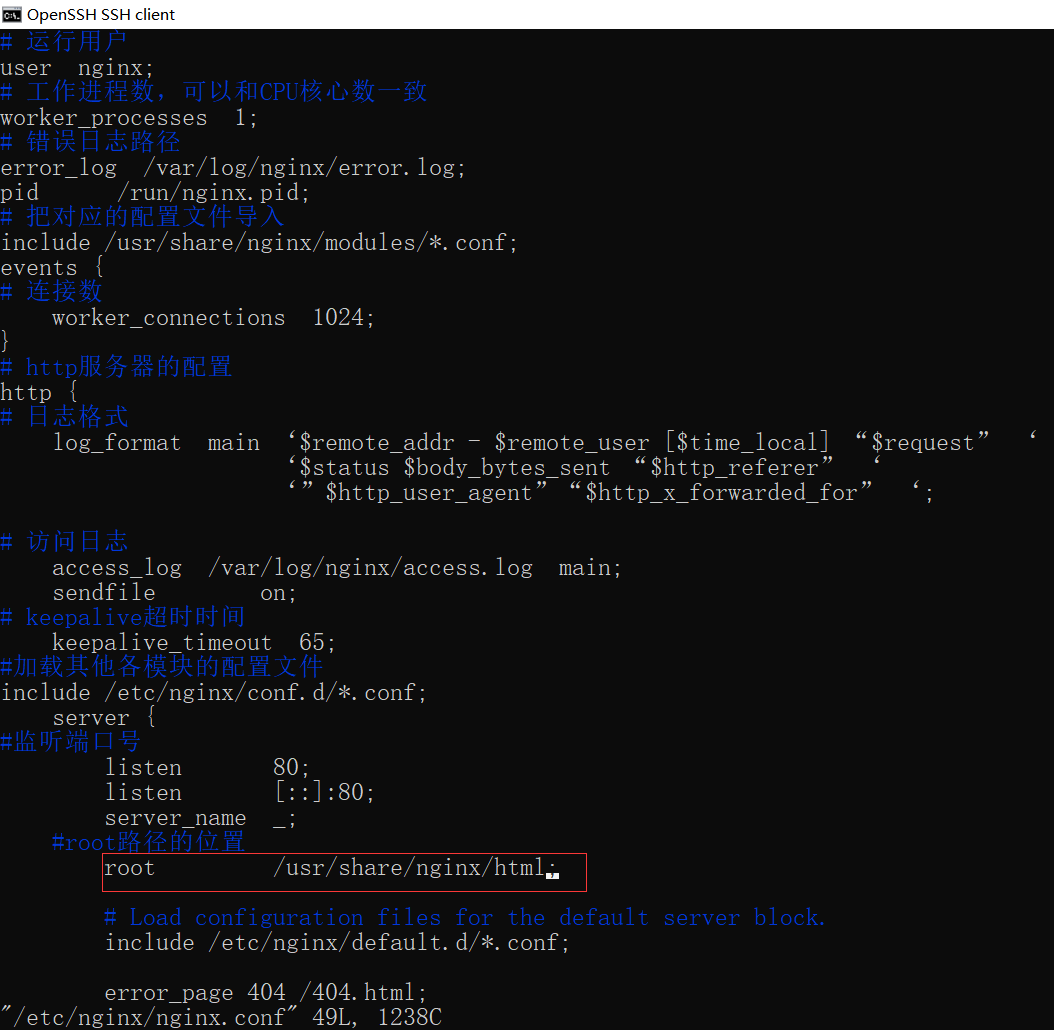 OpenSSH SSH client
# 运行用户
user  nginx;
# 工作进程数，可以和CPU核心数一致
worker_processes  1;
# 错误日志路径
error_log  /var/log/nginx/error.log;
pid      /run/nginx.pid;
# 把对应的配置文件导入
include /usr/share/nginx/modules/*.conf;
events {
# 连接数
    worker_connections  1024;
}
# http服务器的配置
http {
# 日志格式
    log_format  main  ‘$remote_addr - $remote_user [$time_local] “$request”   ‘
                      ‘$status $body_bytes_sent “$http_referer”   ‘
                      ‘”$http_user_agent” “$http_x_forwarded_for”   ‘;
# 访问日志
    access_log  /var/log/nginx/access.log  main;
    sendfile        on;
# keepalive超时时间
    keepalive_timeout  65;
#加载其他各模块的配置文件
include /etc/nginx/conf.d/*.conf;
    server {
#监听端口号
        listen       80;
        listen       [::]:80;
        server_name  _;
    #root路径的位置
        root         /usr/share/nginx/html;
        # Load configuration files for the default server block.
        include /etc/nginx/default.d/*.conf;
        error_page 404 /404.html;
"/etc/nginx/nginx.conf" 49L, 1238C